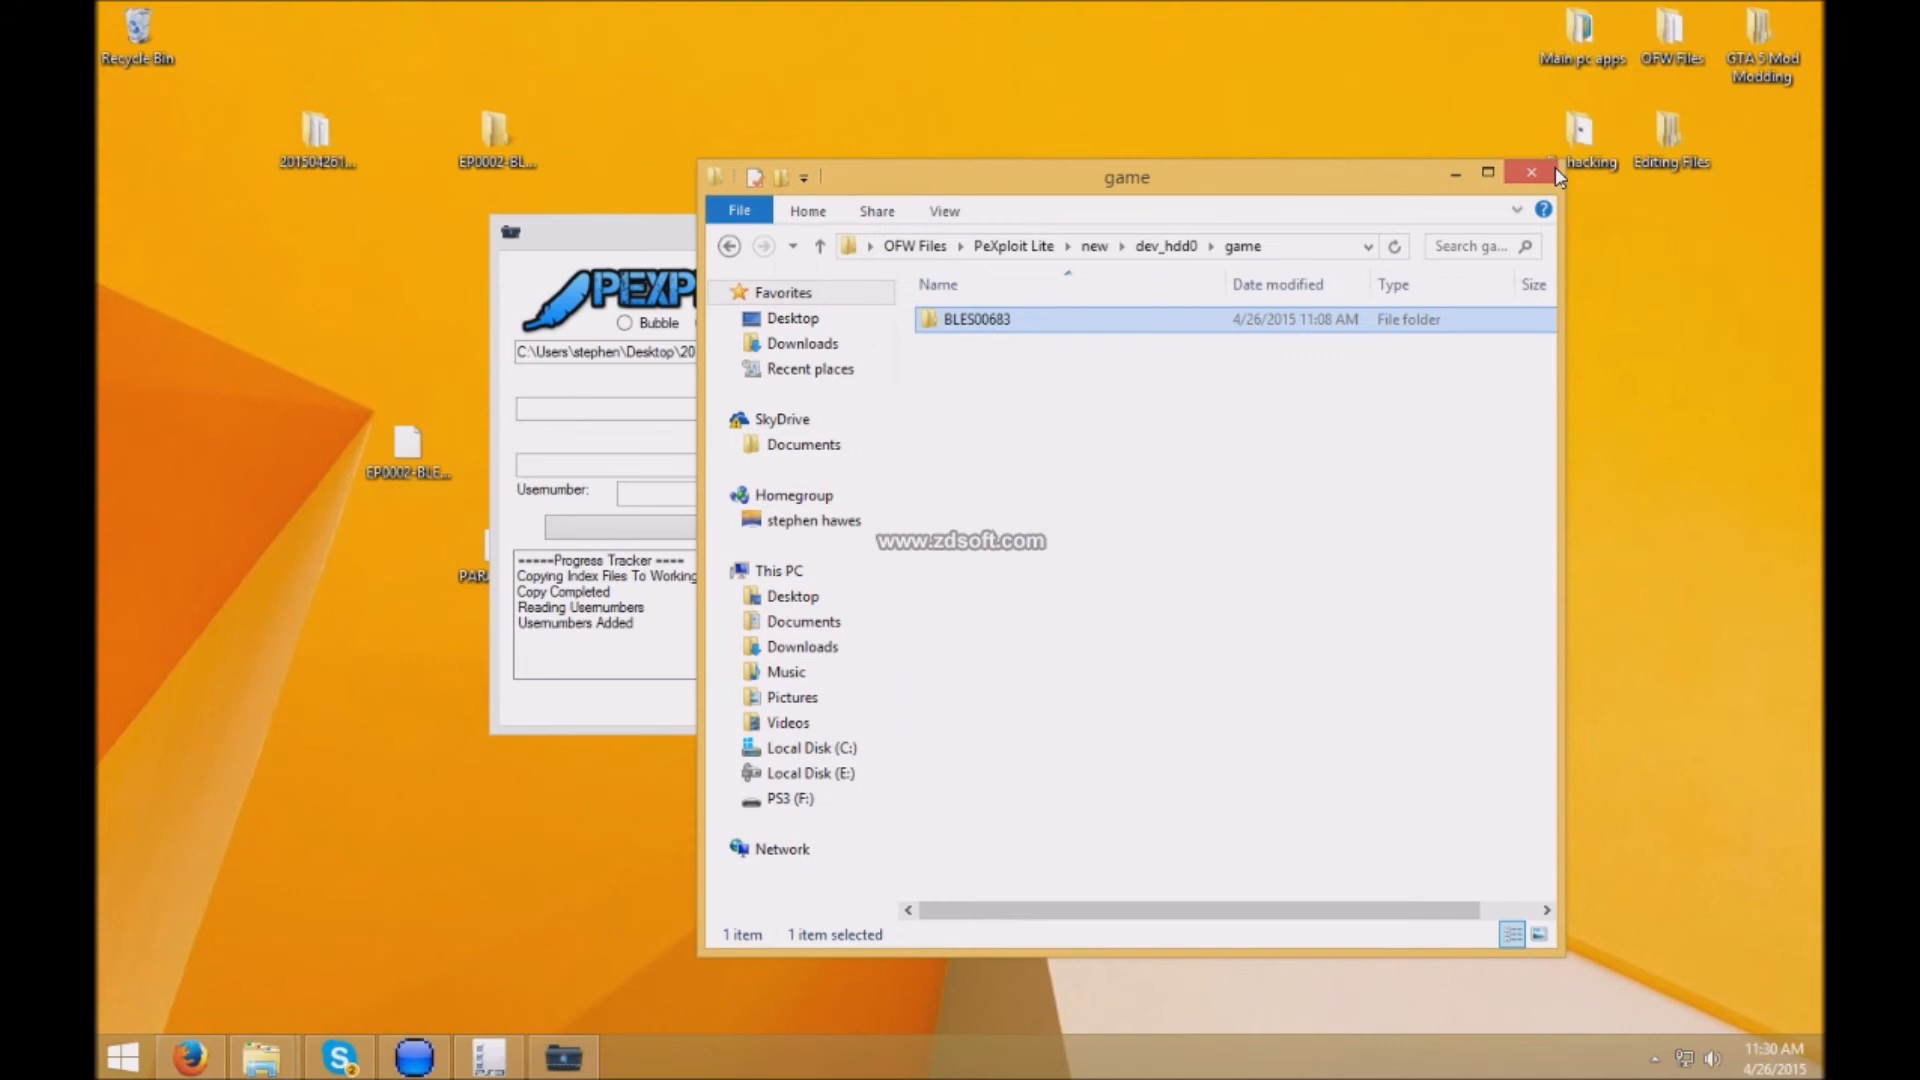 Recycle Bin
Main pc apps
OFW Files
GTA 5 Mod
Modding
201504261...
EP0002-BL...
hacking
Editing Files
game
File
Home
Share
View
OFW Files
PeXploit Lite
new
dev_hdd0
game
Search ga...
Name
Date modified
Type
Size
BLES00683
4/26/2015 11:08 AM
File folder
Favorites
Desktop
Downloads
Recent places
SkyDrive
Documents
Homegroup
stephen hawes
This PC
Desktop
Documents
Downloads
Music
Pictures
Videos
Local Disk (C:)
Local Disk (E:)
PS3 (F:)
Network
1 item
1 item selected
PEXP
Bubble
C:\Users\stephen\Desktop\20
Usernumber:
=====Progress Tracker ====
Copying Index Files To Working
Copy Completed
Reading Usernumbers
Usernumbers Added
EP0002-BLE...
PARA
www.zdsoft.com
11:30 AM
4/26/2015